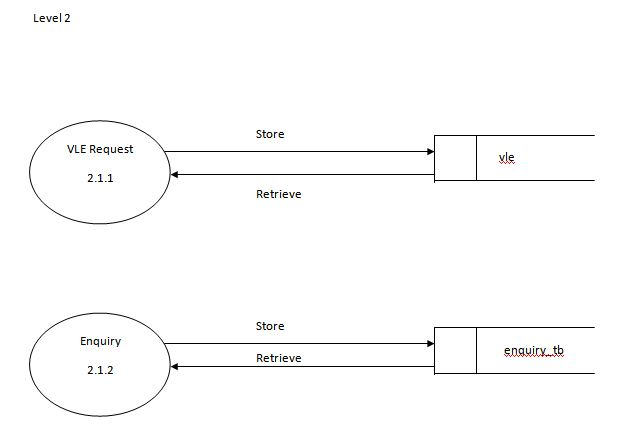 Level 2
Store
VLE Request
vle
2.1.1
Retrieve
Store
Enquiry
enquiry_tb
Retrieve
2.1.2